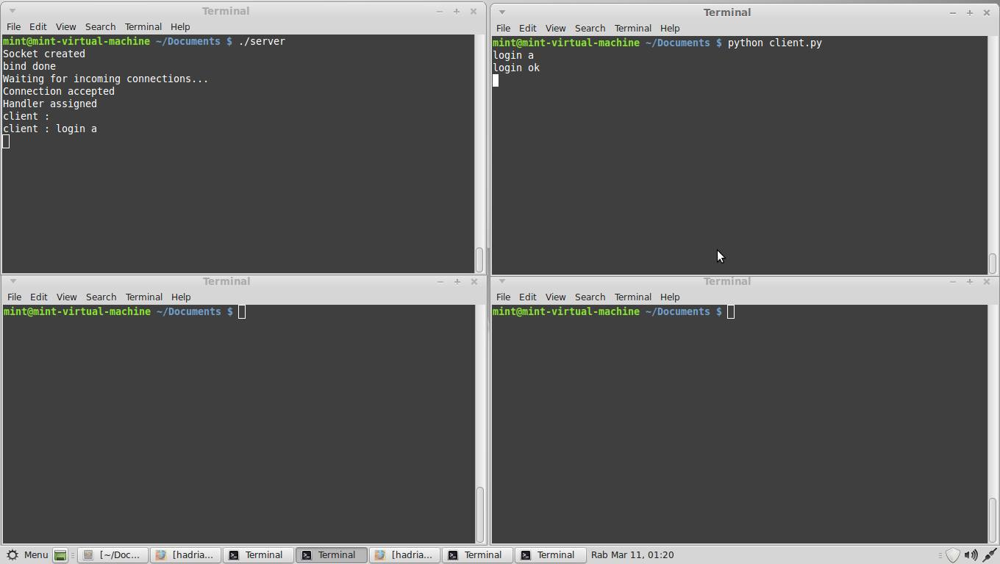 Terminal
File Edit View Search Terminal Help
mint@mint-virtual-machine ~/Documents $ ./server
Socket created
bind done
Waiting for incoming connections...
Connection accepted
Handler assigned
client :
client : login a
Terminal
File Edit View Search Terminal Help
mint@mint-virtual-machine ~/Documents $ python client.py
login a
login ok
Terminal
File Edit View Search Terminal Help
mint@mint-virtual-machine ~/Documents $
Terminal
File Edit View Search Terminal Help
mint@mint-virtual-machine ~/Documents $
Menu [~/Doc... [hadria... Terminal Terminal [hadria... Terminal Terminal Rab Mar 11, 01:20